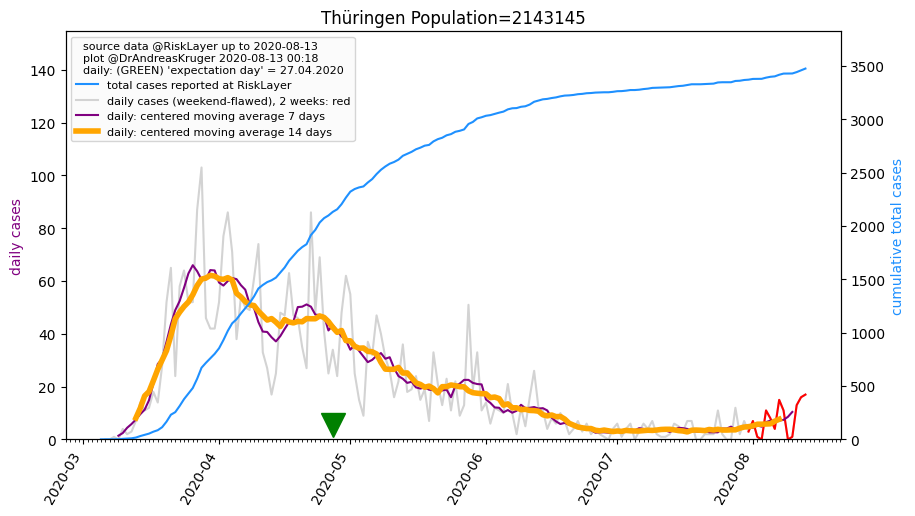 Thüringen Population=2143145
source data @RiskLayer up to 2020-08-13
plot @DrAndreasKruger 2020-08-13 00:18
daily: (GREEN) 'expectation day' = 27.04.2020
total cases reported at RiskLayer
daily cases (weekend-flawed), 2 weeks: red
daily: centered moving average 7 days
daily: centered moving average 14 days
daily cases
140
120
100
80
60
40
20
0
3500
3000
2500
2000
1500
1000
500
0
cumulative total cases
2020-03
2020-04
2020-05
2020-06
2020-07
2020-08